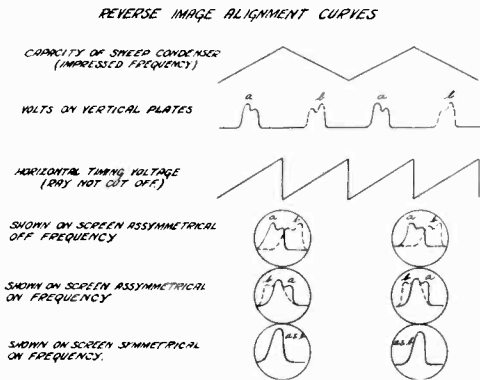 REVERSE IMAGE ALIGNMENT CURVES
CAPACITY OF SWEEP CONDENSER
(IMPRESSED FREQUENCY)
VOLTS ON VERTICAL PLATES
a b a b
HORIZONTAL TIMING VOLTAGE
(RAY NOT CUT OFF)
SHOWN ON SCREEN ASSYMMETRICAL
OFF FREQUENCY
a b a b
SHOWN ON SCREEN ASSYMETRICAL
ON FREQUENCY
b a b a
SHOWN ON SCREEN SYMMETRICAL
ON FREQUENCY.
a&b a&b